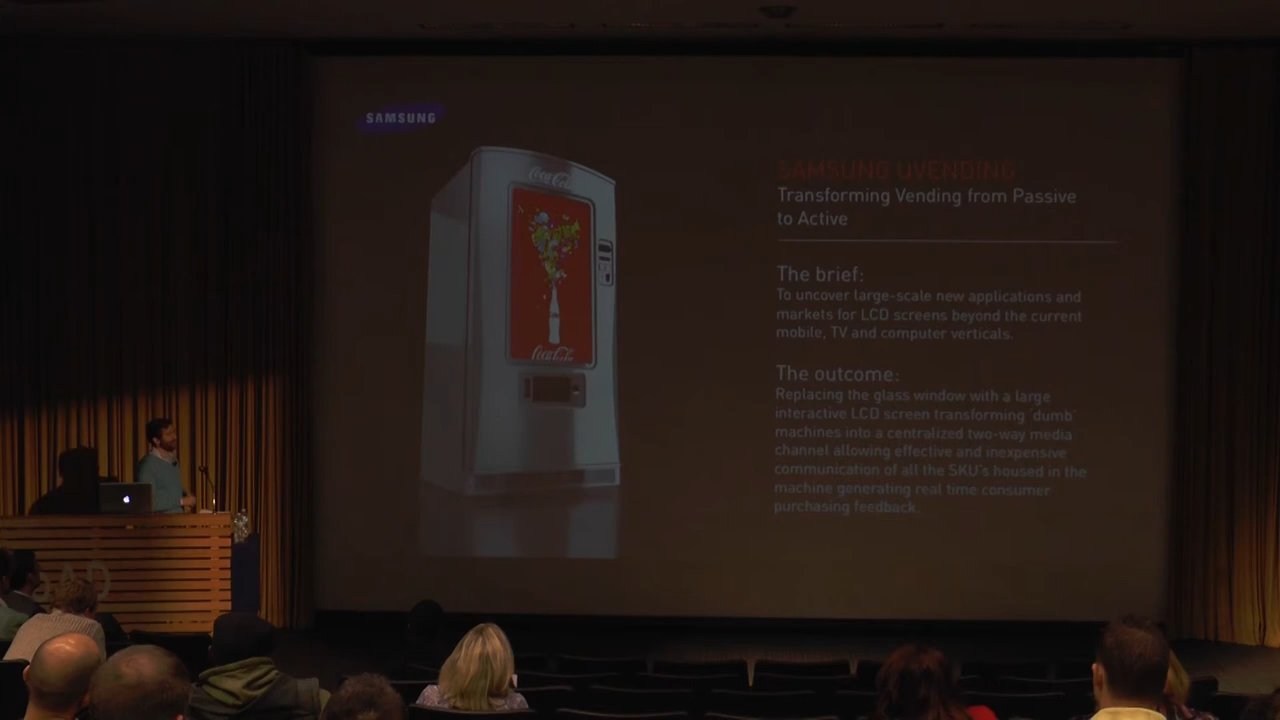 SAMSUNG
Coca-Cola
Coca-Cola
SAMSUNG UVENDING
Transforming Vending from Passive
to Active
The brief:
To uncover large-scale new applications and
markets for LCD screens beyond the current
mobile, TV and computer verticals.
The outcome:
Replacing the glass window with a large
interactive LCD screen transforming 'dumb'
machines into a centralized two-way media
channel allowing effective and inexpensive
communication of all the SKU's housed in the
machine generating real time consumer
purchasing feedback.